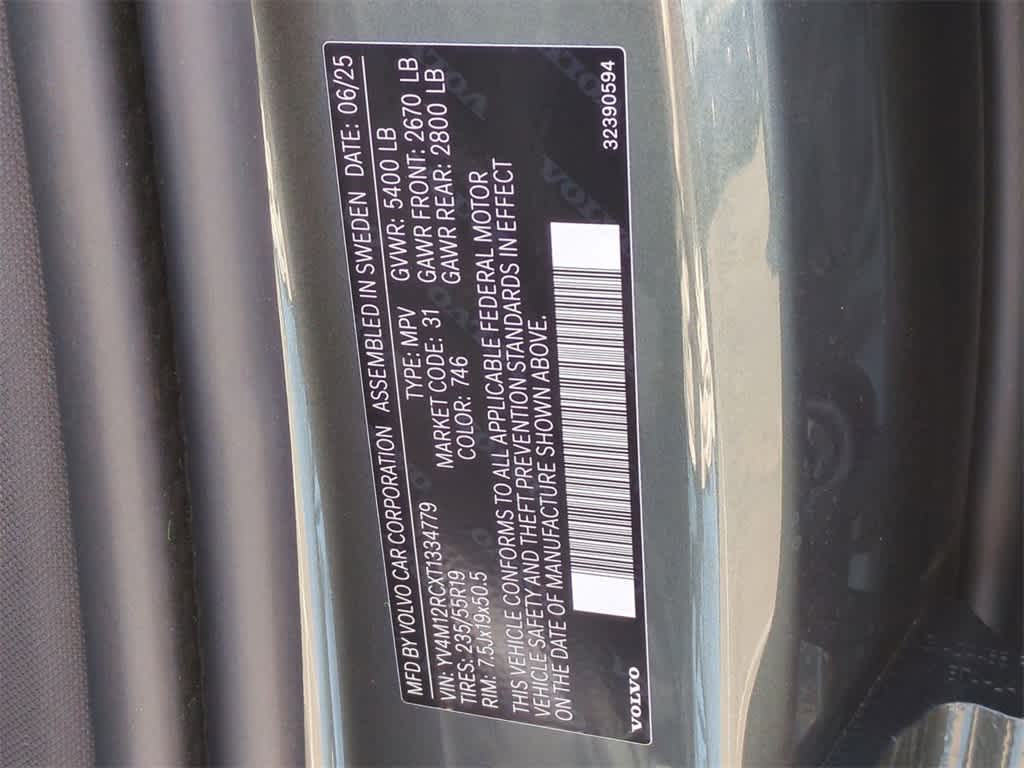 MFD BY VOLVO CAR CORPORATION ASSEMBLED IN SWEDEN DATE: 06/25
VIN: YV4M12RCXT1334779 TYPE: MPV GVWR: 5400 LB
TIRES: 235/55R19 MARKET CODE: 31 GAWR FRONT: 2670 LB
RIM: 7.5Jx19x50.5 COLOR: 746 GAWR REAR: 2800 LB
THIS VEHICLE CONFORMS TO ALL APPLICABLE FEDERAL MOTOR
VEHICLE SAFETY AND THEFT PREVENTION STANDARDS IN EFFECT
ON THE DATE OF MANUFACTURE SHOWN ABOVE.
VOLVO 32390594